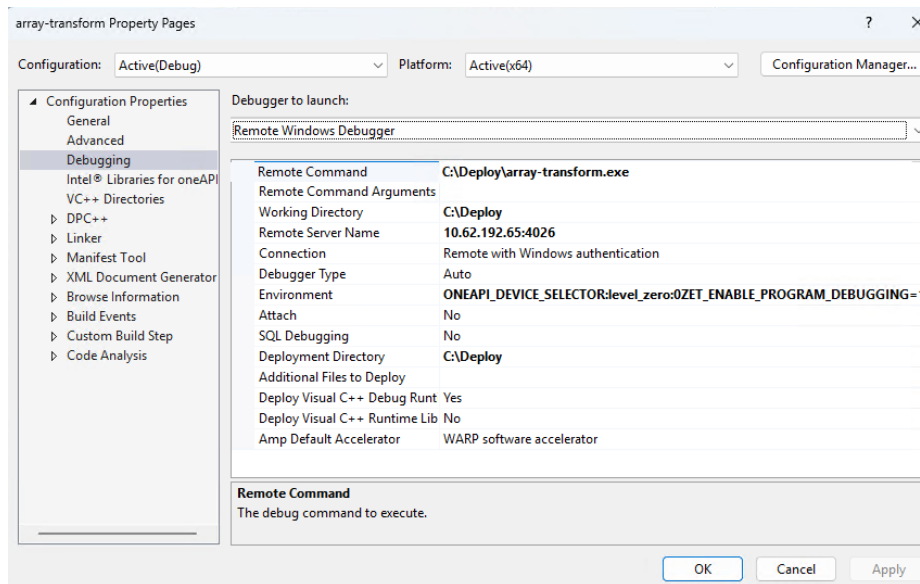 array-transform Property Pages
? ×
Configuration: Active(Debug) Platform: Active(x64) Configuration Manager...
Configuration Properties
General
Advanced
Debugging
Intel® Libraries for oneAPI
VC++ Directories
DPC++
Linker
Manifest Tool
XML Document Generator
Browse Information
Build Events
Custom Build Step
Code Analysis
Debugger to launch:
Remote Windows Debugger
Remote Command C:\Deploy\array-transform.exe
Remote Command Arguments
Working Directory C:\Deploy
Remote Server Name 10.62.192.65:4026
Connection Remote with Windows authentication
Debugger Type Auto
Environment ONEAPI_DEVICE_SELECTOR:level_zero:0ZET_ENABLE_PROGRAM_DEBUGGING=
Attach No
SQL Debugging No
Deployment Directory C:\Deploy
Additional Files to Deploy
Deploy Visual C++ Debug Runt Yes
Deploy Visual C++ Runtime Lib No
Amp Default Accelerator WARP software accelerator
Remote Command
The debug command to execute.
OK Cancel Apply